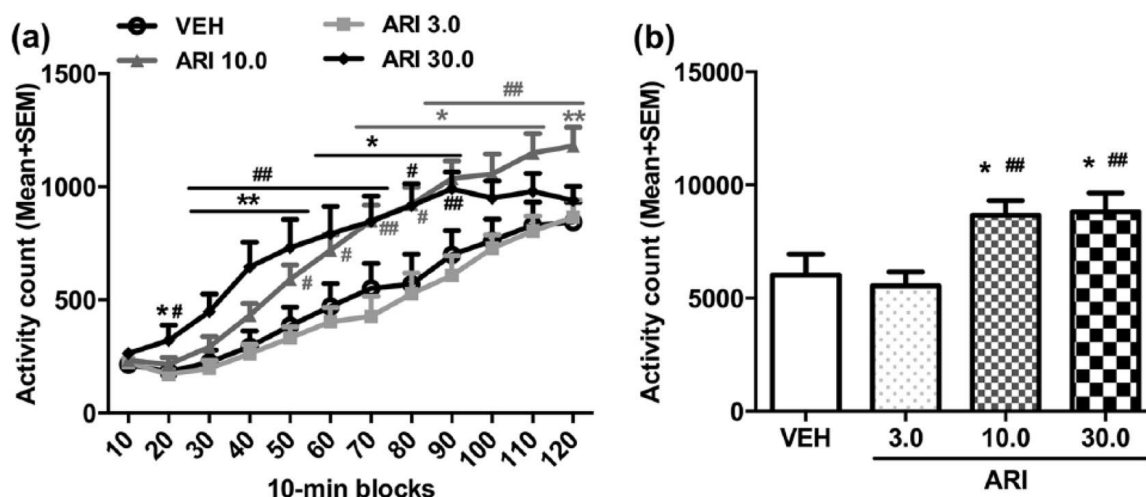 (a)
VEH
ARI 3.0
ARI 10.0
ARI 30.0
Activity count (Mean+SEM)
1500
1000
500
0
##
*
**
*
#
##
**
##
#
#
##
#
* #
10 20 30 40 50 60 70 80 90 100 110 120
10-min blocks
(b)
Activity count (Mean+SEM)
15000
10000
5000
0
* ##
* ##
VEH 3.0 10.0 30.0
ARI